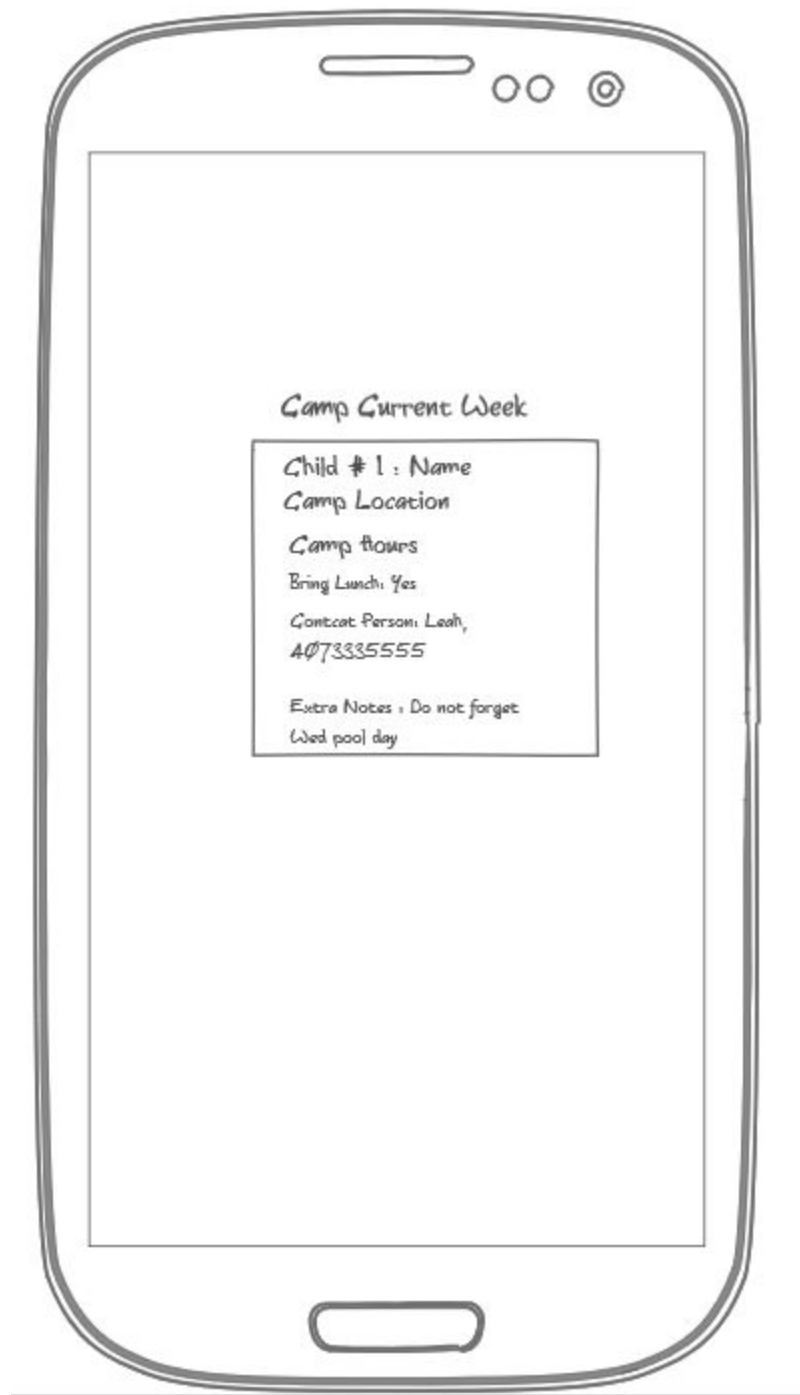 Camp Current Week
Child # 1 : Name
Camp Location
Camp Hours
Bring Lunch: Yes
Contcat Person: Leah,
4073335555
Extra Notes : Do not forget
Wed pool day